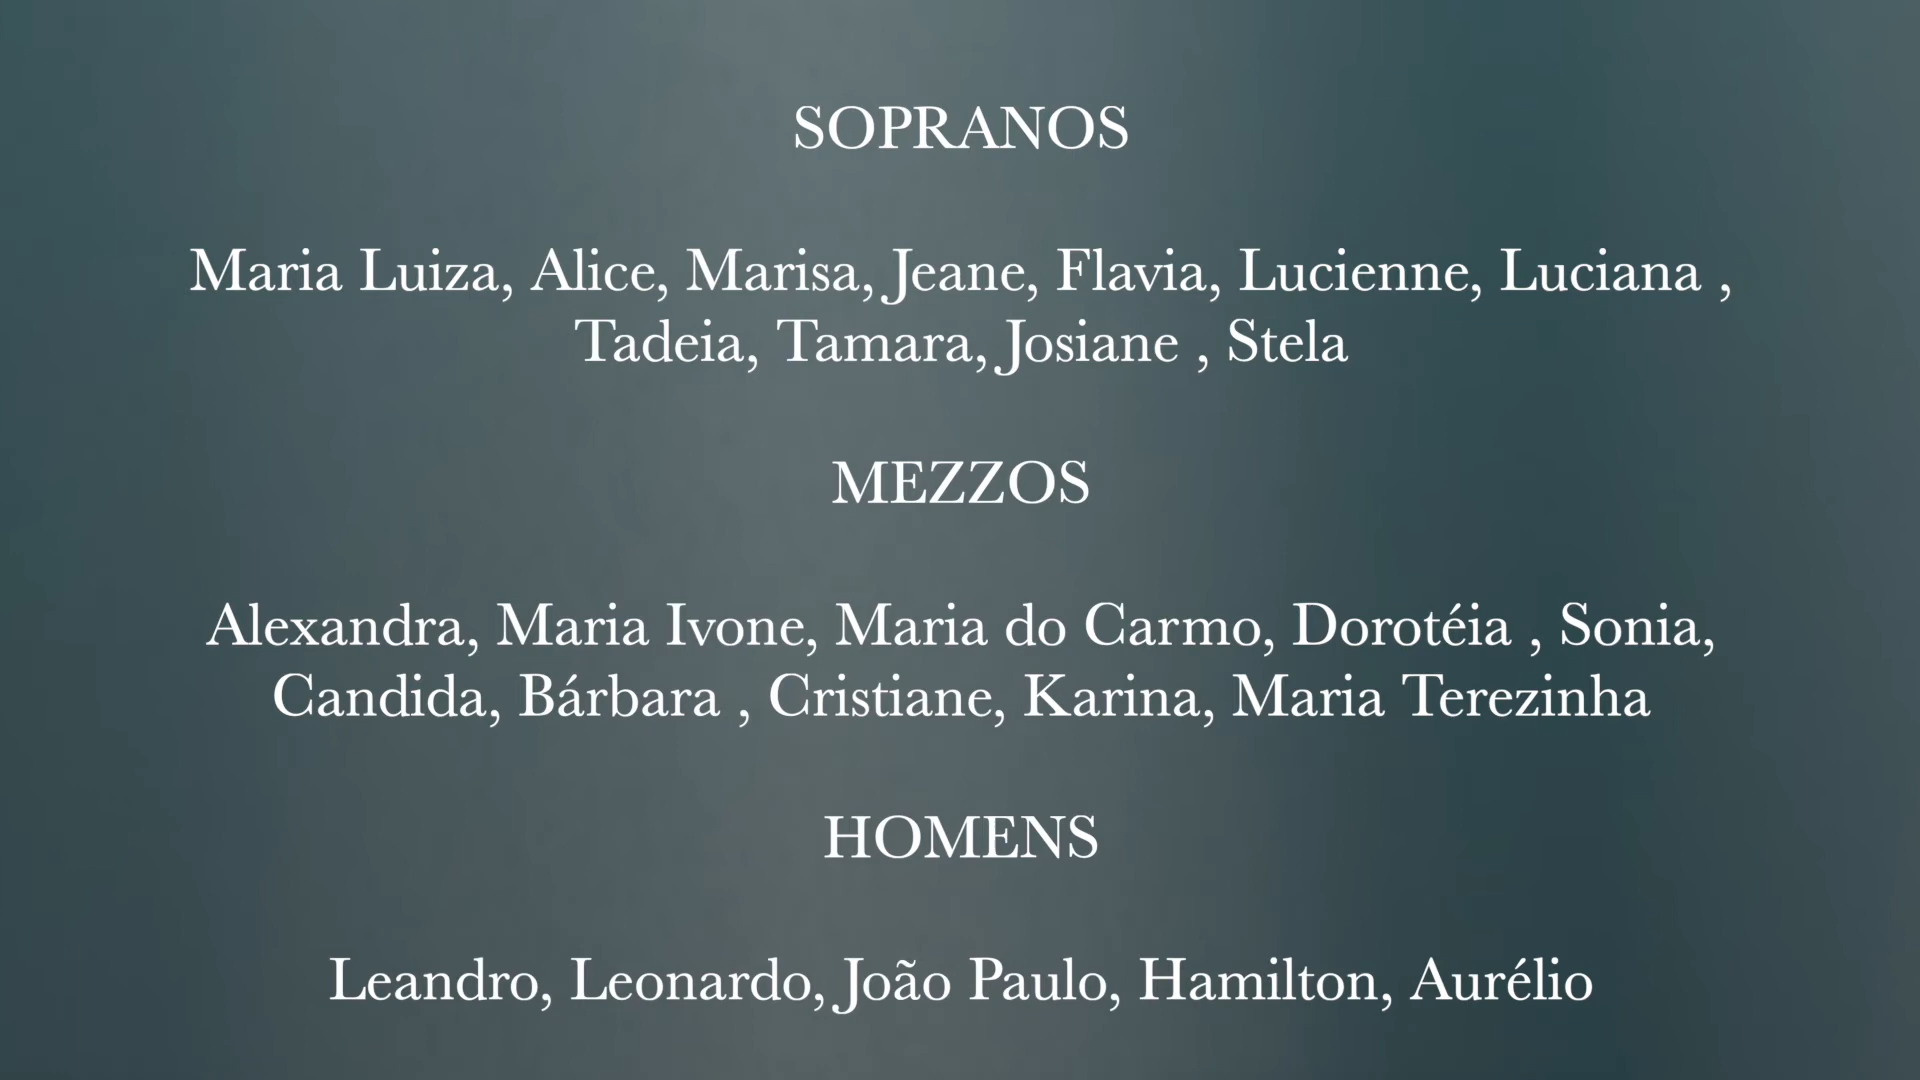 SOPRANOS
Maria Luiza, Alice, Marisa, Jeane, Flavia, Lucienne, Luciana ,
Tadeia, Tamara, Josiane , Stela
MEZZOS
Alexandra, Maria Ivone, Maria do Carmo, Dorotéia , Sonia,
Candida, Bárbara , Cristiane, Karina, Maria Terezinha
HOMENS
Leandro, Leonardo, João Paulo, Hamilton, Aurélio